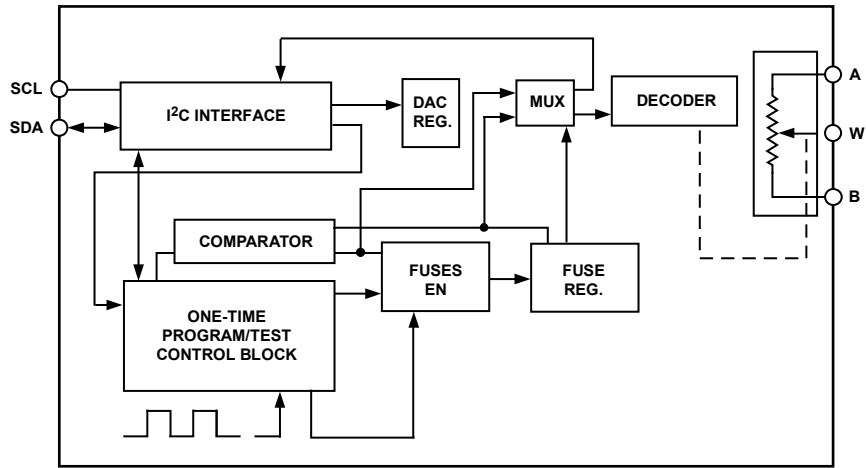 SCL
SDA
I²C INTERFACE
DAC
REG.
MUX
DECODER
A
W
B
COMPARATOR
FUSES
EN
FUSE
REG.
ONE-TIME
PROGRAM/TEST
CONTROL BLOCK